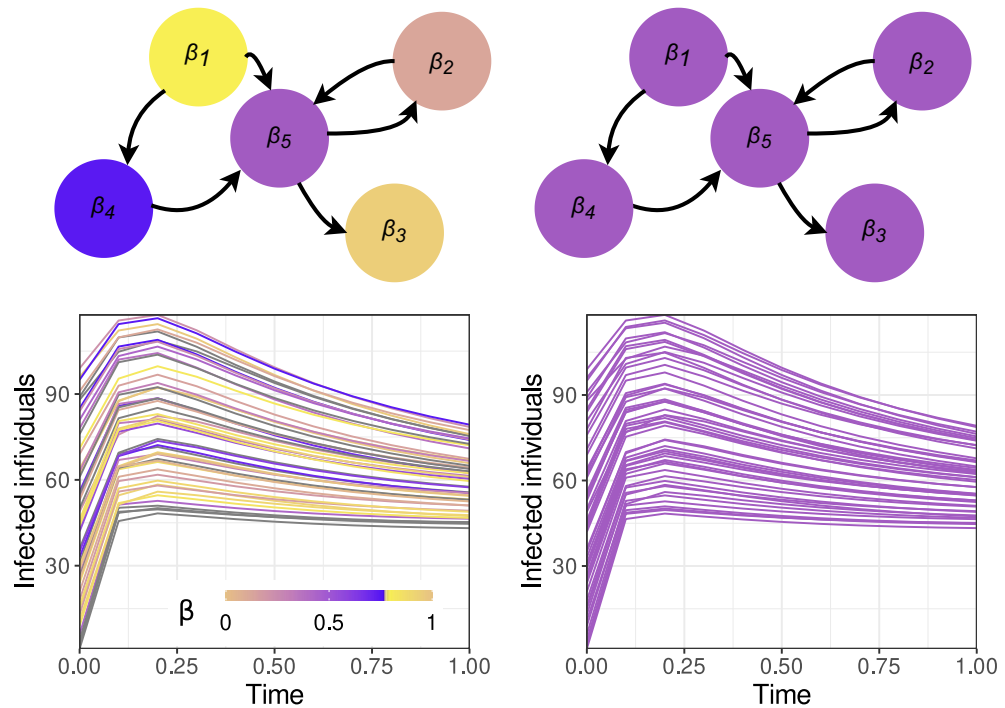 β1
β2
β5
β4
β3
β1
β2
β5
β4
β3
Infected infividuals
90
60
30
β
0
0.5
1
0.00
0.25
0.50
0.75
1.00
Time
Infected infividuals
90
60
30
0.00
0.25
0.50
0.75
1.00
Time